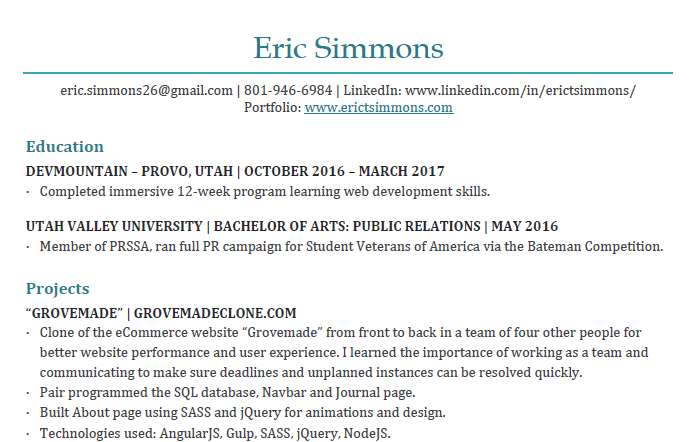 Eric Simmons
eric.simmons26@gmail.com | 801-946-6984 | LinkedIn: www.linkedin.com/in/erictsimmons/
Portfolio: www.erictsimmons.com
Education
DEVMOUNTAIN – PROVO, UTAH | OCTOBER 2016 – MARCH 2017
· Completed immersive 12-week program learning web development skills.
UTAH VALLEY UNIVERSITY | BACHELOR OF ARTS: PUBLIC RELATIONS | MAY 2016
· Member of PRSSA, ran full PR campaign for Student Veterans of America via the Bateman Competition.
Projects
“GROVEMADE” | GROVEMADECLONE.COM
· Clone of the eCommerce website “Grovemade” from front to back in a team of four other people for
better website performance and user experience. I learned the importance of working as a team and
communicating to make sure deadlines and unplanned instances can be resolved quickly.
· Pair programmed the SQL database, Navbar and Journal page.
· Built About page using SASS and jQuery for animations and design.
· Technologies used: AngularJS, Gulp, SASS, jQuery, NodeJS.